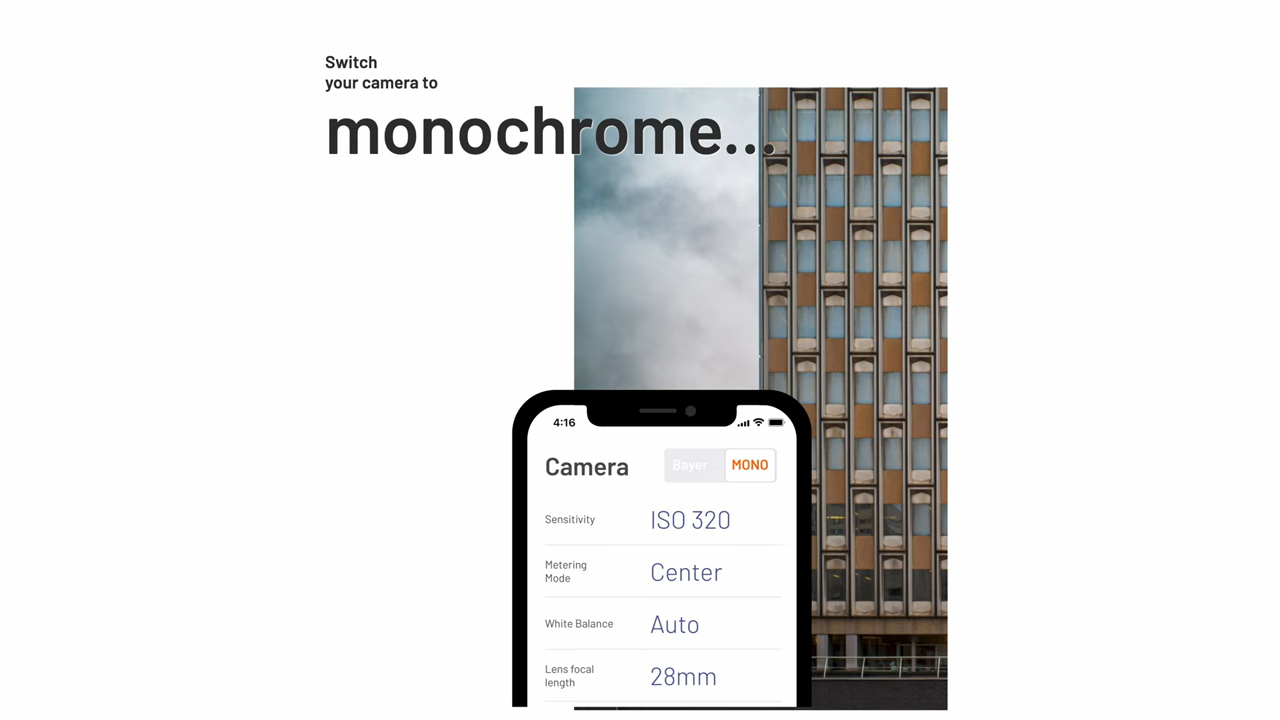 Switch
your camera to
monochrome...
4:16
Camera
Bayer
MONO
Sensitivity
ISO 320
Metering
Mode
Center
White Balance
Auto
Lens focal
length
28mm